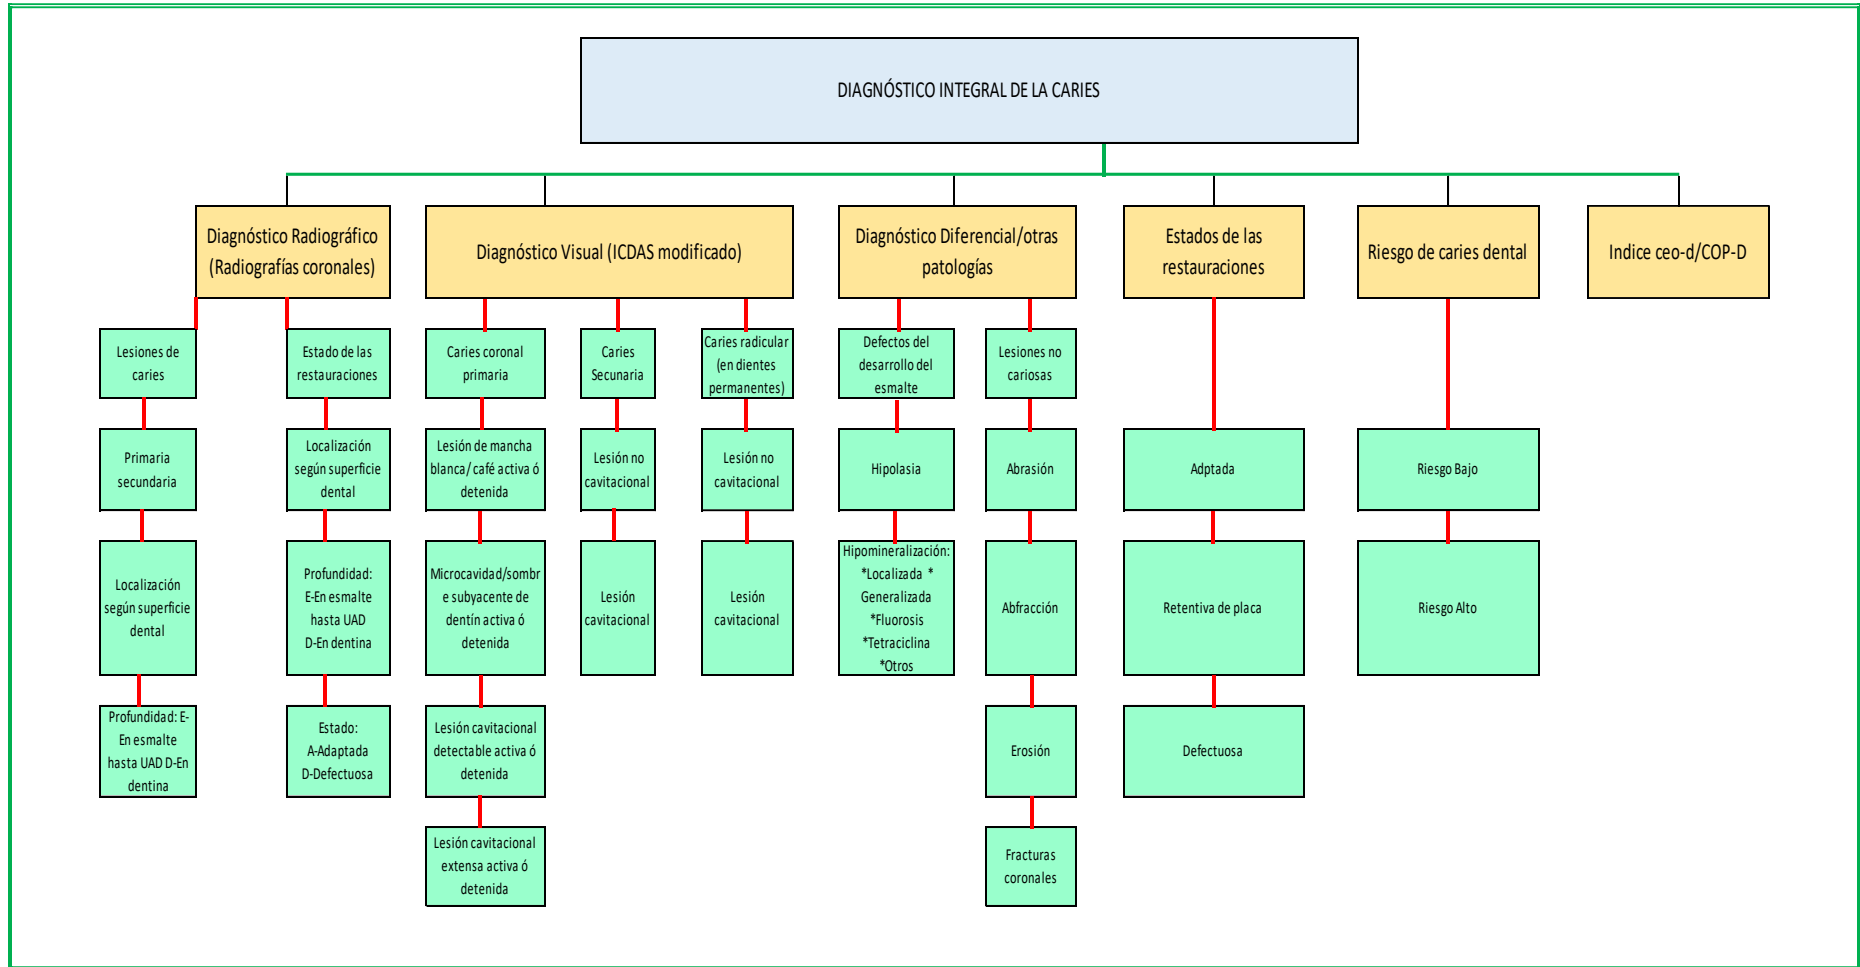 DIAGNÓSTICO INTEGRAL DE LA CARIES
Diagnóstico Radiográfico
(Radiografías coronales)
Diagnóstico Visual (ICDAS modificado)
Diagnóstico Diferencial/otras
patologías
Estados de las
restauraciones
Riesgo de caries dental
Indice ceo-d/COP-D
Lesiones de
caries
Estado de las
restauraciones
Caries coronal
primaria
Caries
Secunaria
Caries radicular
(en dientes
permanentes)
Defectos del
desarrollo del
esmalte
Lesiones no
cariosas
Primaria
secundaria
Localización
según superficie
dental
Lesión de mancha
blanca/ café activa ó
detenida
Lesión no
cavitacional
Lesión no
cavitacional
Hipolasia
Abrasión
Adptada
Riesgo Bajo
Localización
según superficie
dental
Profundidad:
E-En esmalte
hasta UAD
D-En dentina
Microcavidad/sombr
e subyacente de
dentín activa ó
detenida
Lesión
cavitacional
Lesión
cavitacional
Hipomineralización:
*Localizada *
Generalizada
*Fluorosis
*Tetraciclina
*Otros
Abfracción
Retentiva de placa
Riesgo Alto
Profundidad: E-
En esmalte
hasta UAD D-En
dentina
Estado:
A-Adaptada
D-Defectuosa
Lesión cavitacional
detectable activa ó
detenida
Erosión
Defectuosa
Lesión cavitacional
extensa activa ó
detenida
Fracturas
coronales